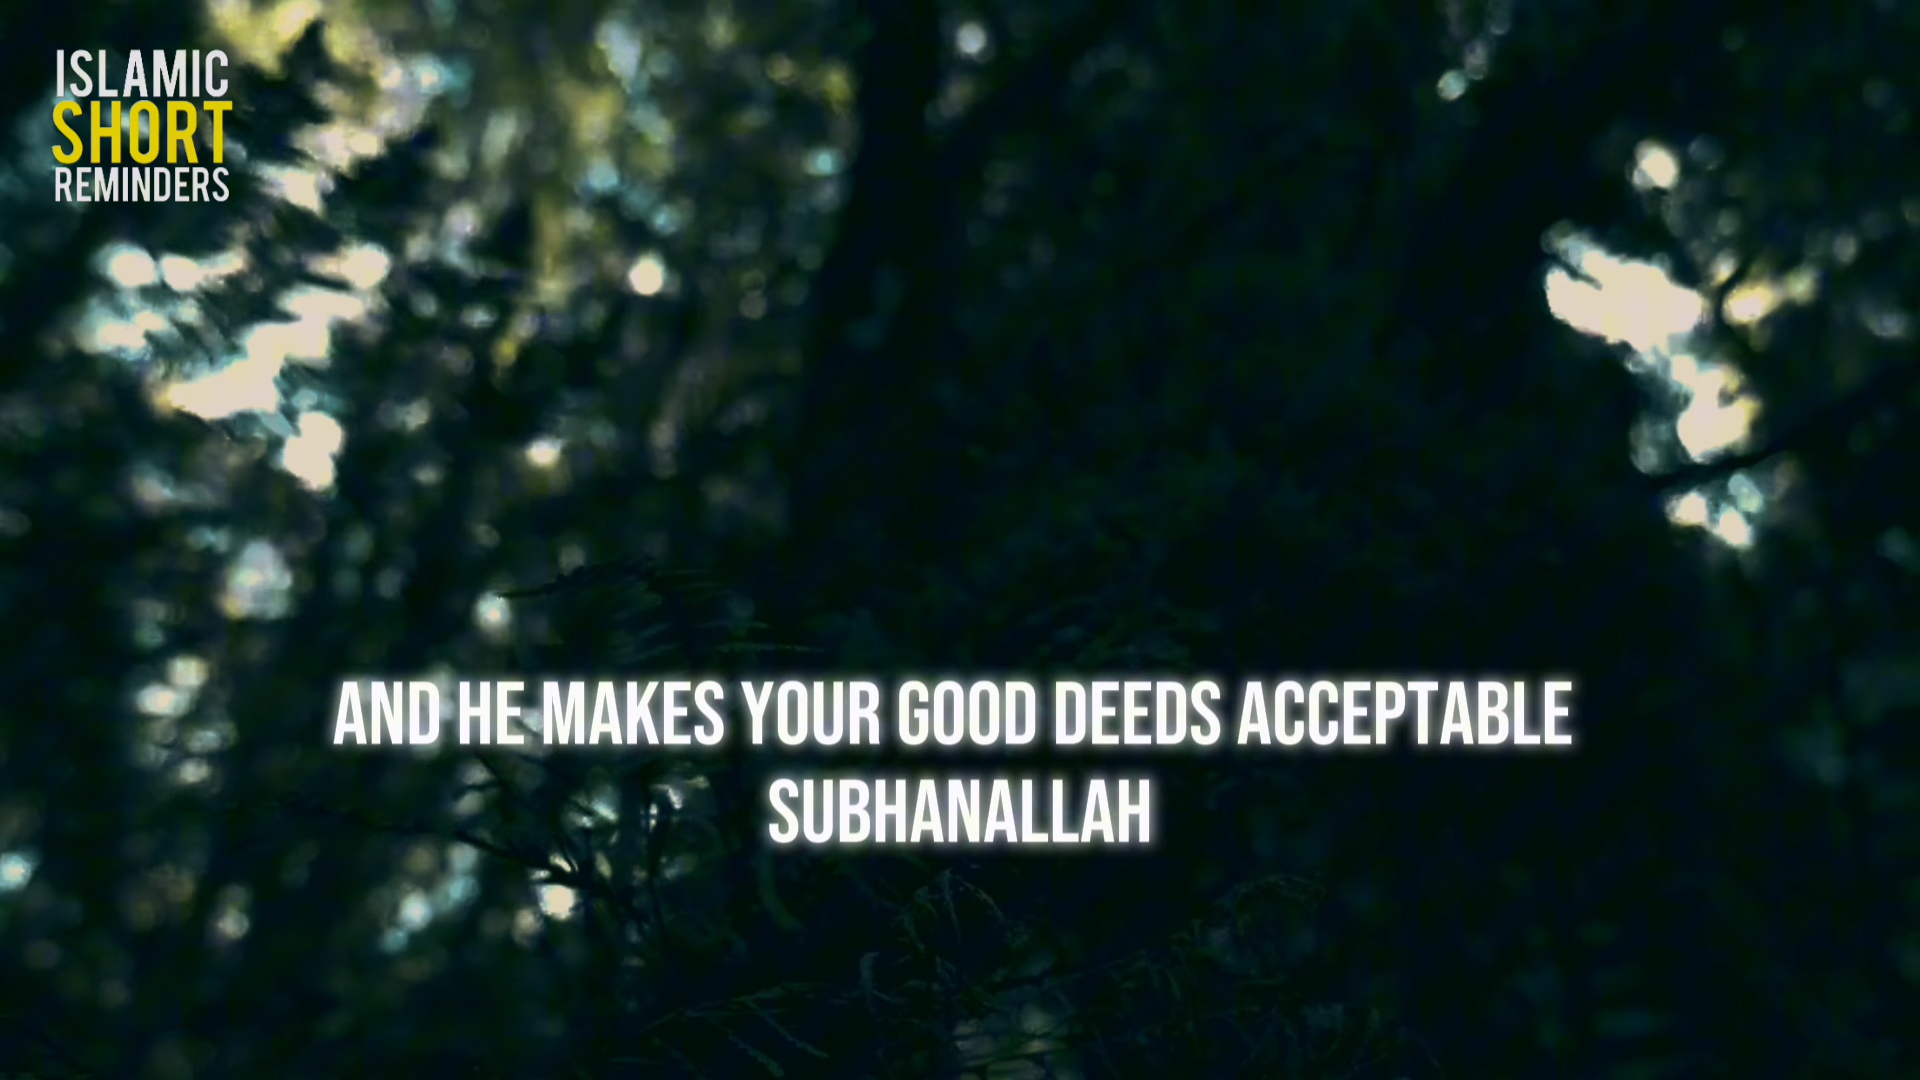 ISLAMIC
SHORT
REMINDERS
AND HE MAKES YOUR GOOD DEEDS ACCEPTABLE
SUBHANALLAH